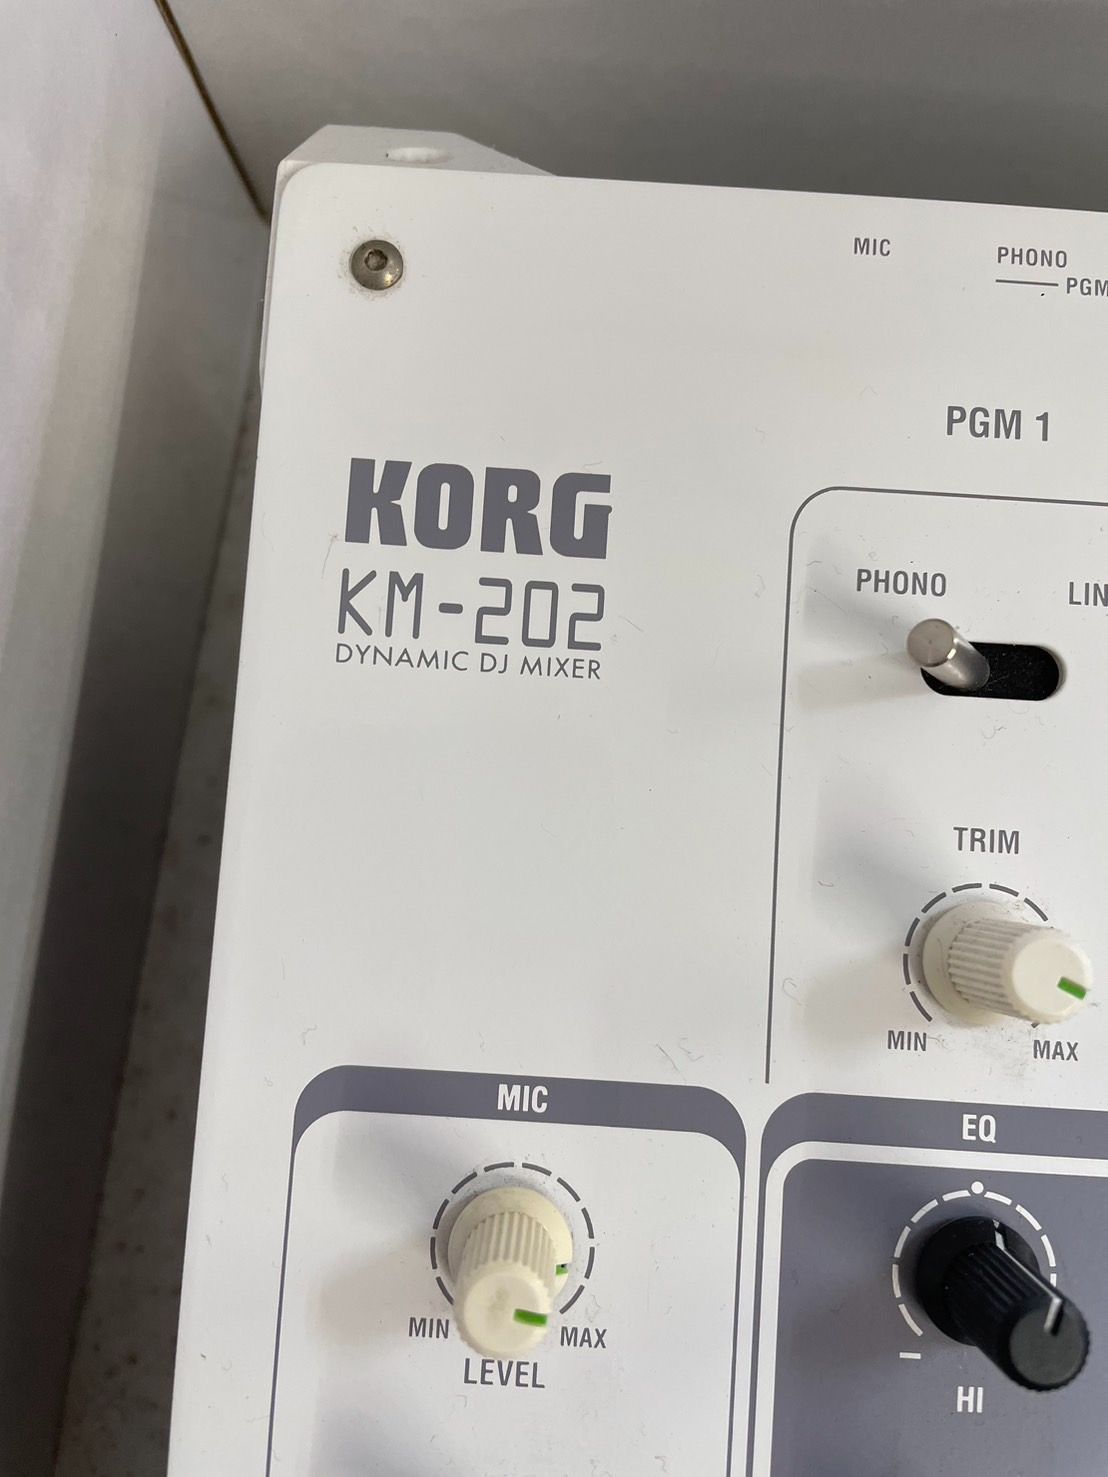 MIC
PHONO
PGM
PGM 1
KORG
KM-202
DYNAMIC DJ MIXER
PHONO
LIN
TRIM
MIN
MAX
MIC
EQ
MIN
MAX
LEVEL
HI